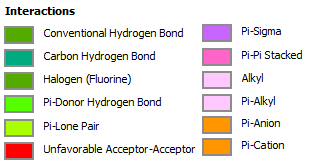 Interactions
Conventional Hydrogen Bond
Carbon Hydrogen Bond
Halogen (Fluorine)
Pi-Donor Hydrogen Bond
Pi-Lone Pair
Unfavorable Acceptor-Acceptor
Pi-Sigma
Pi-Pi Stacked
Alkyl
Pi-Alkyl
Pi-Anion
Pi-Cation